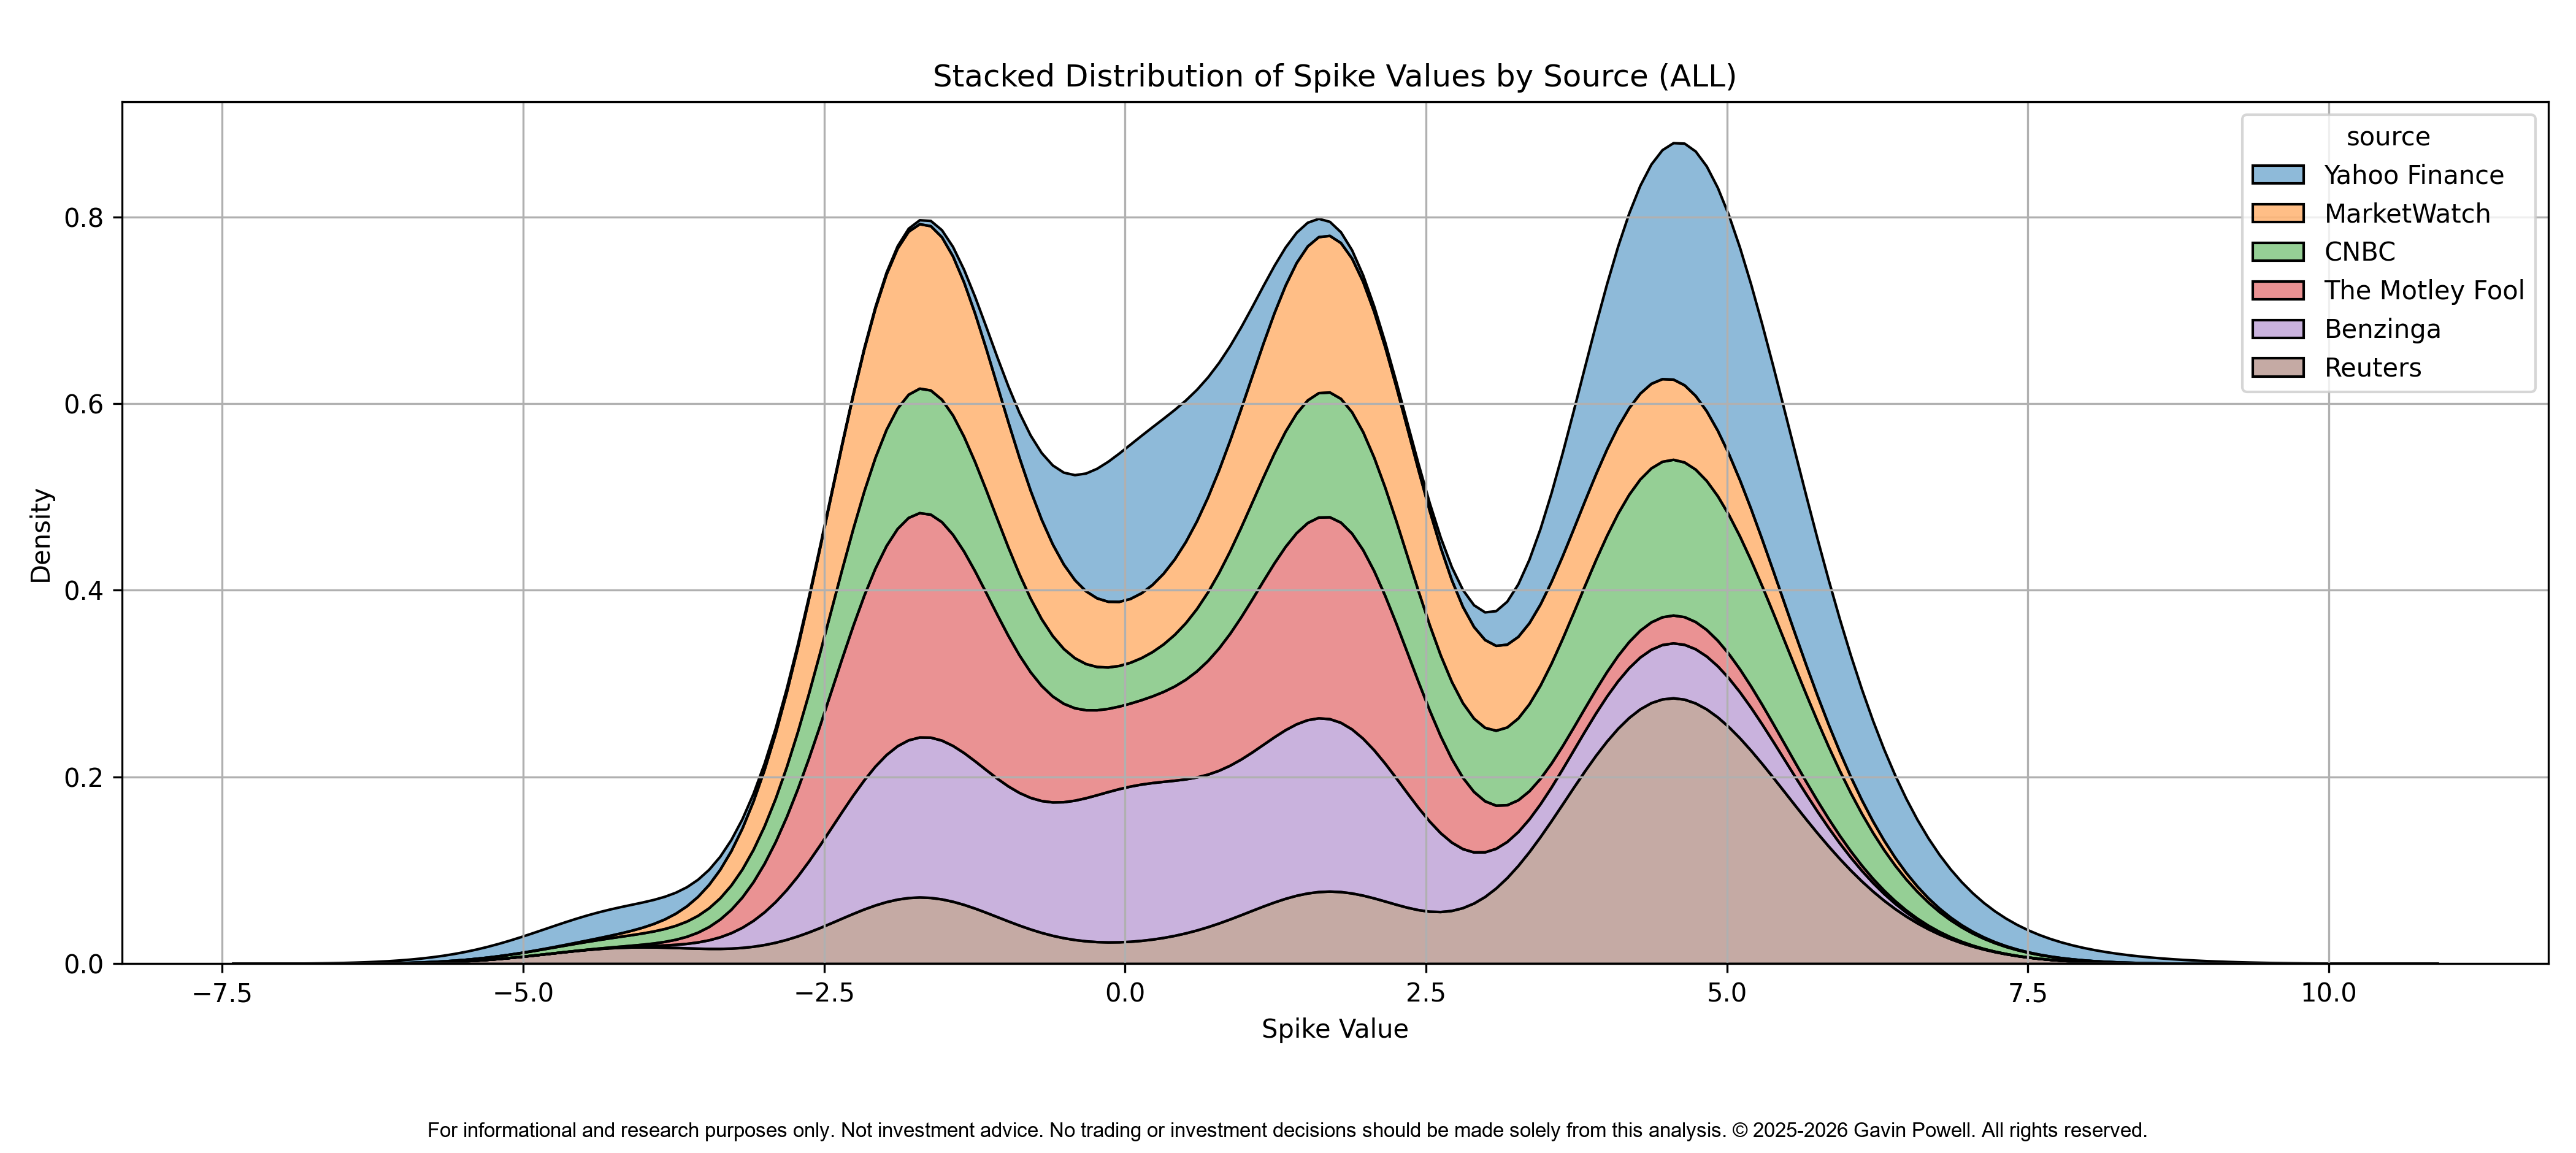 Stacked Distribution of Spike Values by Source (ALL)
source
Yahoo Finance
MarketWatch
CNBC
The Motley Fool
Benzinga
Reuters
Density
0.8
0.6
0.4
0.2
0.0
−7.5 −5.0 −2.5 0.0 2.5 5.0 7.5 10.0
Spike Value
For informational and research purposes only. Not investment advice. No trading or investment decisions should be made solely from this analysis. © 2025-2026 Gavin Powell. All rights reserved.